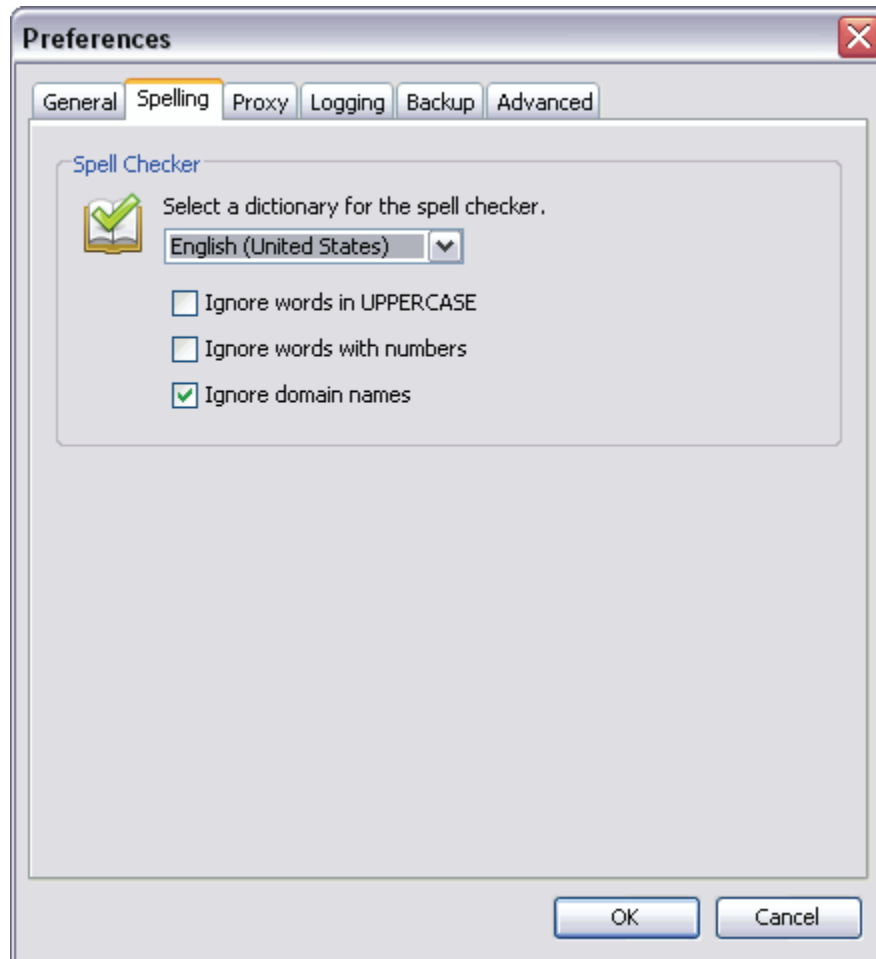 Preferences
General Spelling Proxy Logging Backup Advanced
Spell Checker
Select a dictionary for the spell checker.
English (United States)
Ignore words in UPPERCASE
Ignore words with numbers
Ignore domain names
OK Cancel